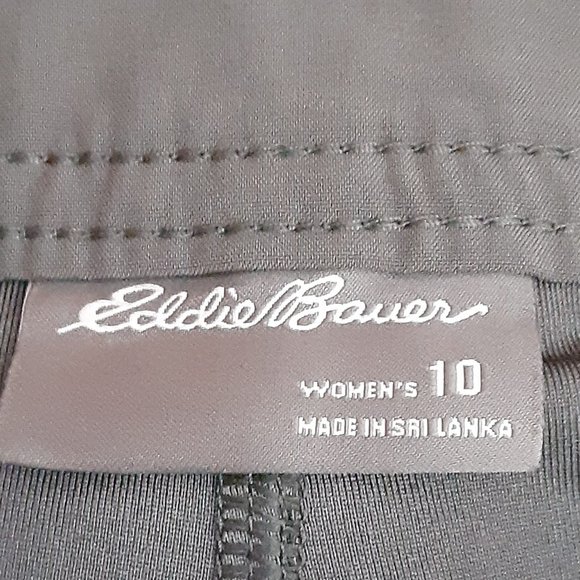 Eddie Bauer
WOMEN'S 10
MADE IN SRI LANKA